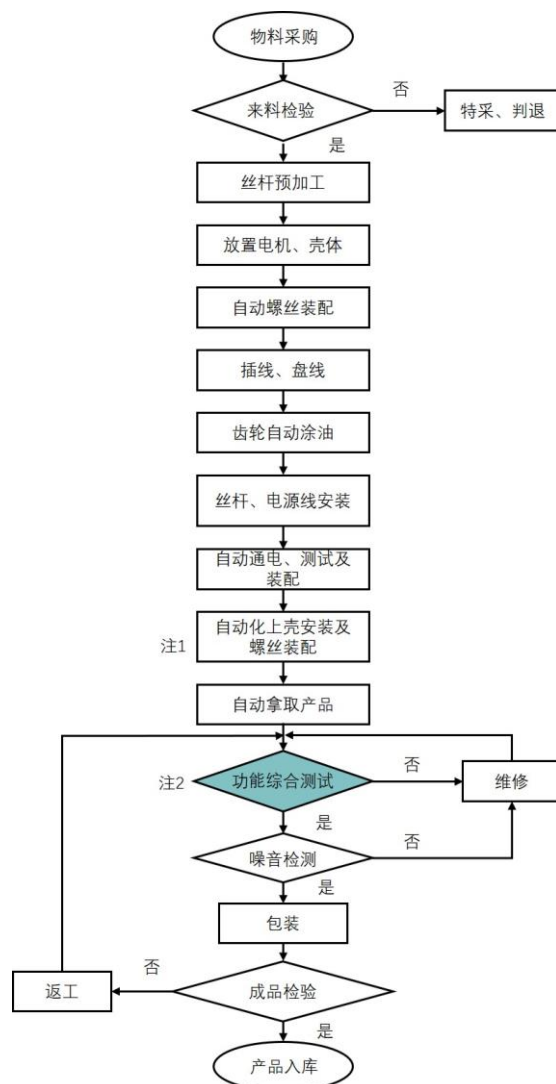 物料采购
来料检验
否
特采、判退
是
丝杆预加工
放置电机、壳体
自动螺丝装配
插线、盘线
齿轮自动涂油
丝杆、电源线安装
自动通电、测试及
装配
注1
自动化上壳安装及
螺丝装配
自动拿取产品
注2
功能综合测试
否
维修
是
噪音检测
否
是
包装
否
返工
成品检验
是
产品入库